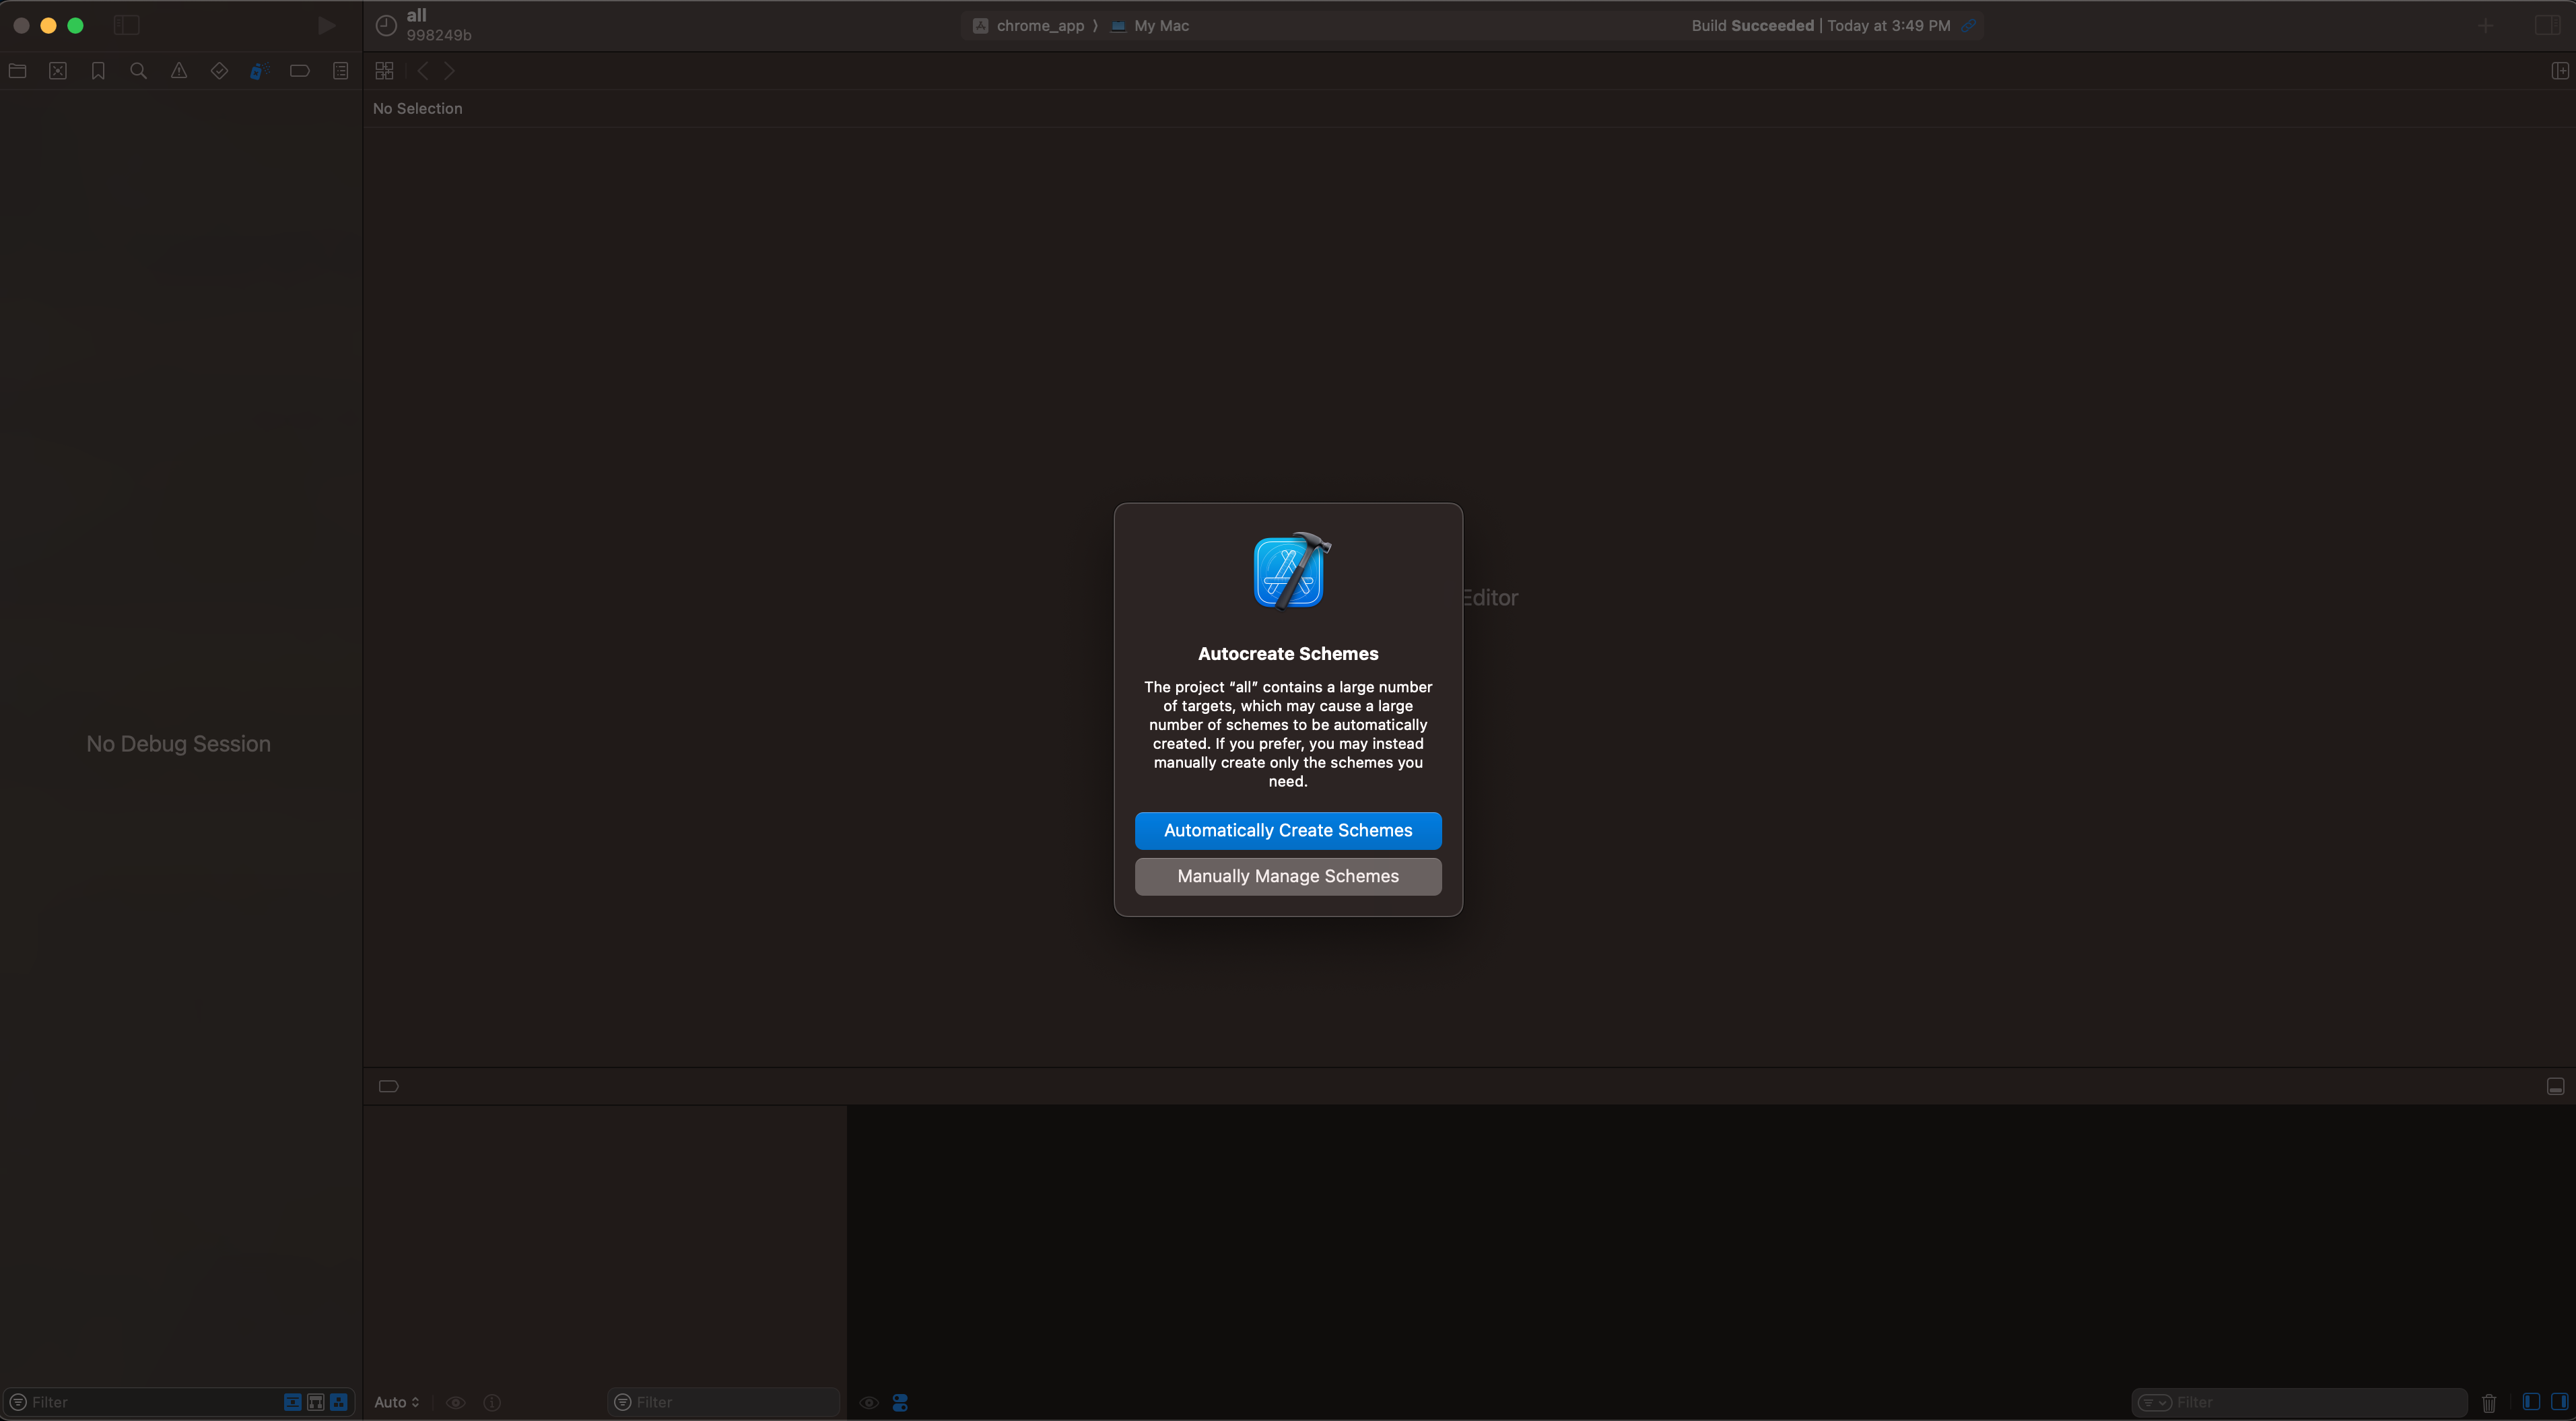 all
998249b
chrome_app
My Mac
Build Succeeded | Today at 3:49 PM
No Selection
Editor
No Debug Session
Autocreate Schemes
The project “all” contains a large number
of targets, which may cause a large
number of schemes to be automatically
created. If you prefer, you may instead
manually create only the schemes you
need.
Automatically Create Schemes
Manually Manage Schemes
Filter
Auto
Filter
Filter